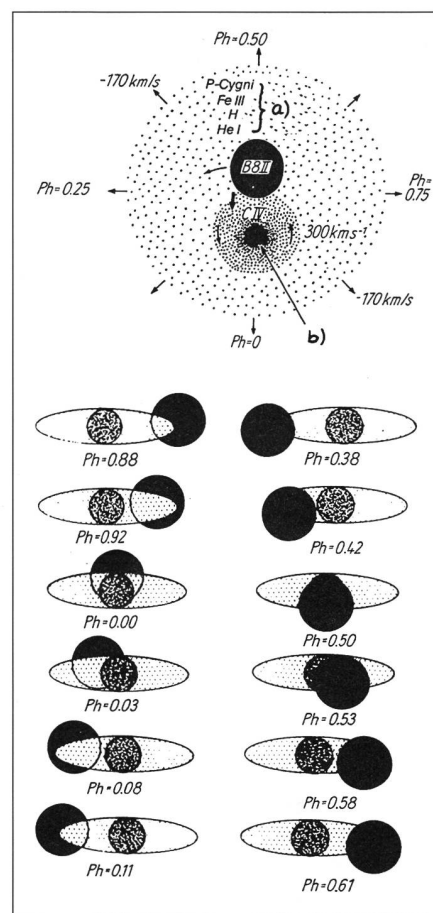 Ph=0.50
-170 km/s
P-Cygni
Fe III
H
He I
a)
B8II
Ph=0.25
Ph=
0.75
C IV
300 km s⁻¹
-170 km/s
b)
Ph=0
Ph=0.88
Ph=0.38
Ph=0.92
Ph=0.42
Ph=0.00
Ph=0.50
Ph=0.03
Ph=0.53
Ph=0.08
Ph=0.58
Ph=0.11
Ph=0.61